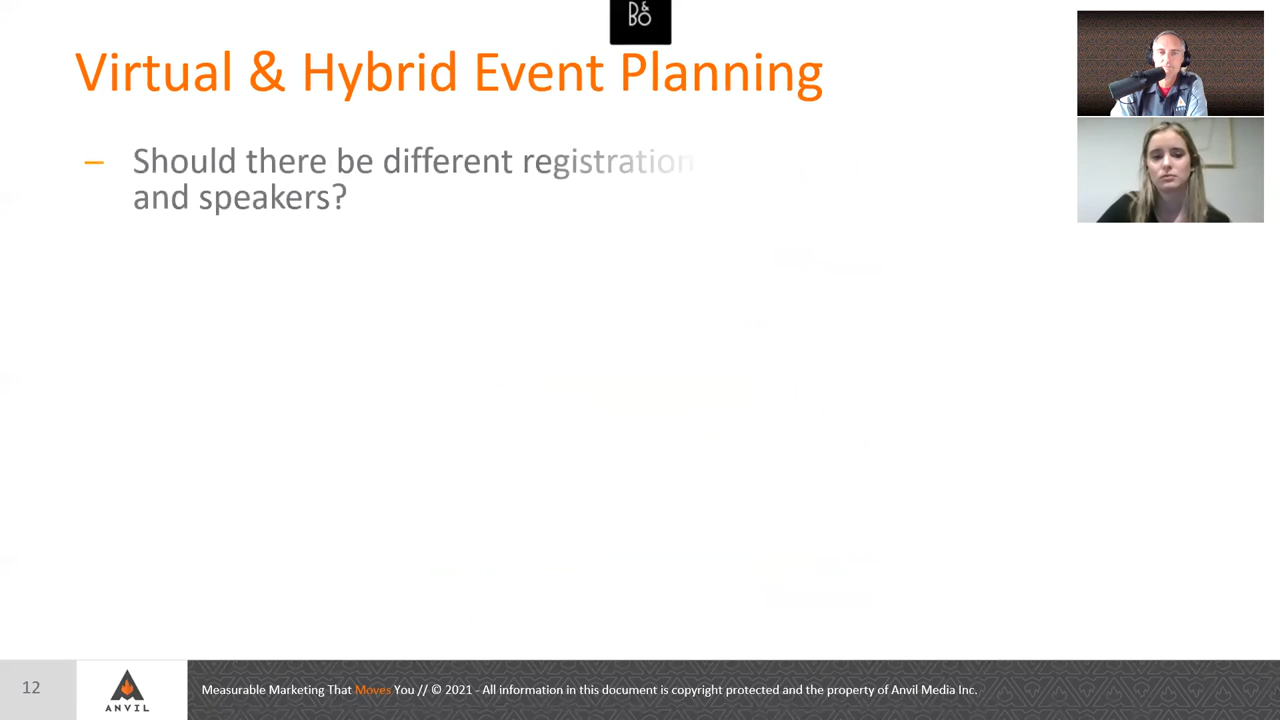 D&
BO
Virtual & Hybrid Event Planning
– Should there be different registration
and speakers?
12
ANVIL
Measurable Marketing That Moves You // © 2021 - All information in this document is copyright protected and the property of Anvil Media Inc.